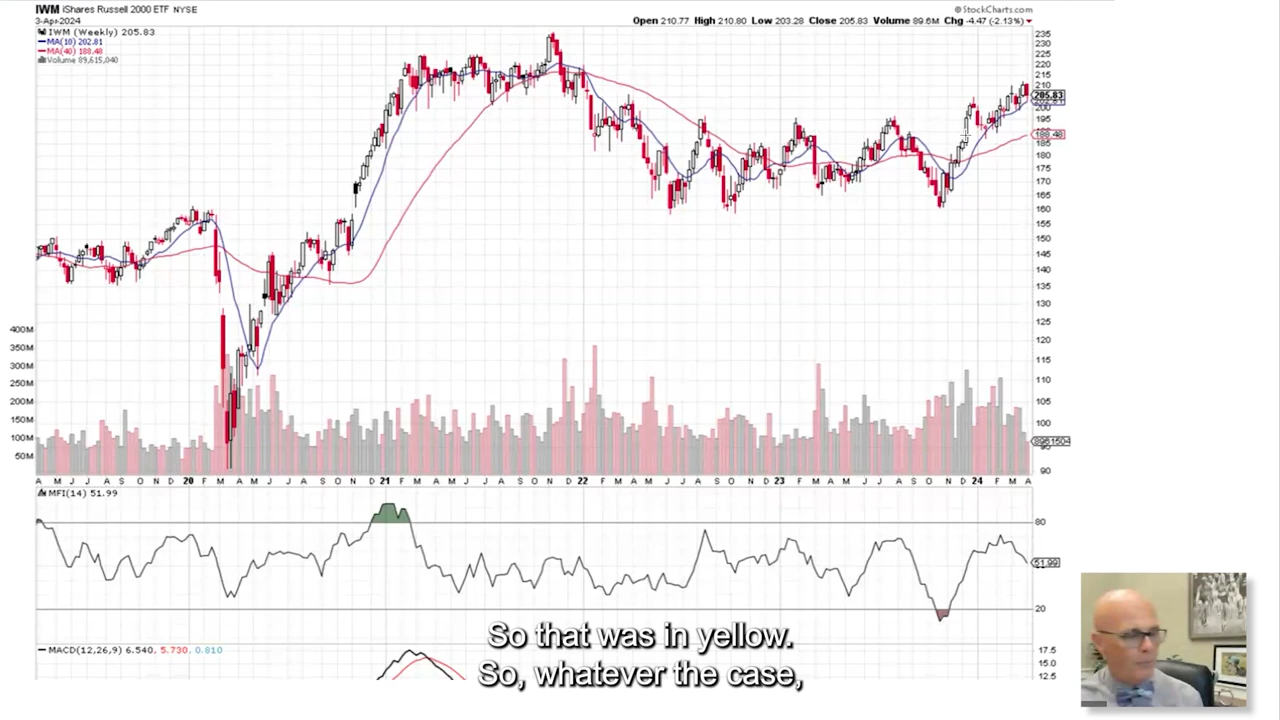 IWM iShares Russell 2000 ETF NYSE
© StockCharts.com
3-Apr-2024
Open 210.77 High 210.80 Low 203.28 Close 205.83 Volume 89.6M Chg -4.47 (-2.13%)
IWM (Weekly) 205.83
MA(10) 202.81
MA(40) 188.48
Volume 89,615,040
235
230
225
220
215
210
205.83
202.81
200
195
190
188.48
185
180
175
170
165
160
155
150
145
140
135
130
125
120
115
110
105
100
95
90
400M
350M
300M
250M
200M
150M
100M
50M
8961504
A M J J A S O N D 20 F M A M J J A S O N D 21 F M A M J J A S O N D 22 F M A M J J A S O N D 23 F M A M J J A S O N D 24 F M A
MFI(14) 51.99
80
51.99
20
So that was in yellow.
So, whatever the case,
MACD(12,26,9) 6.540, 5.730, 0.810
17.5
15.0
12.5